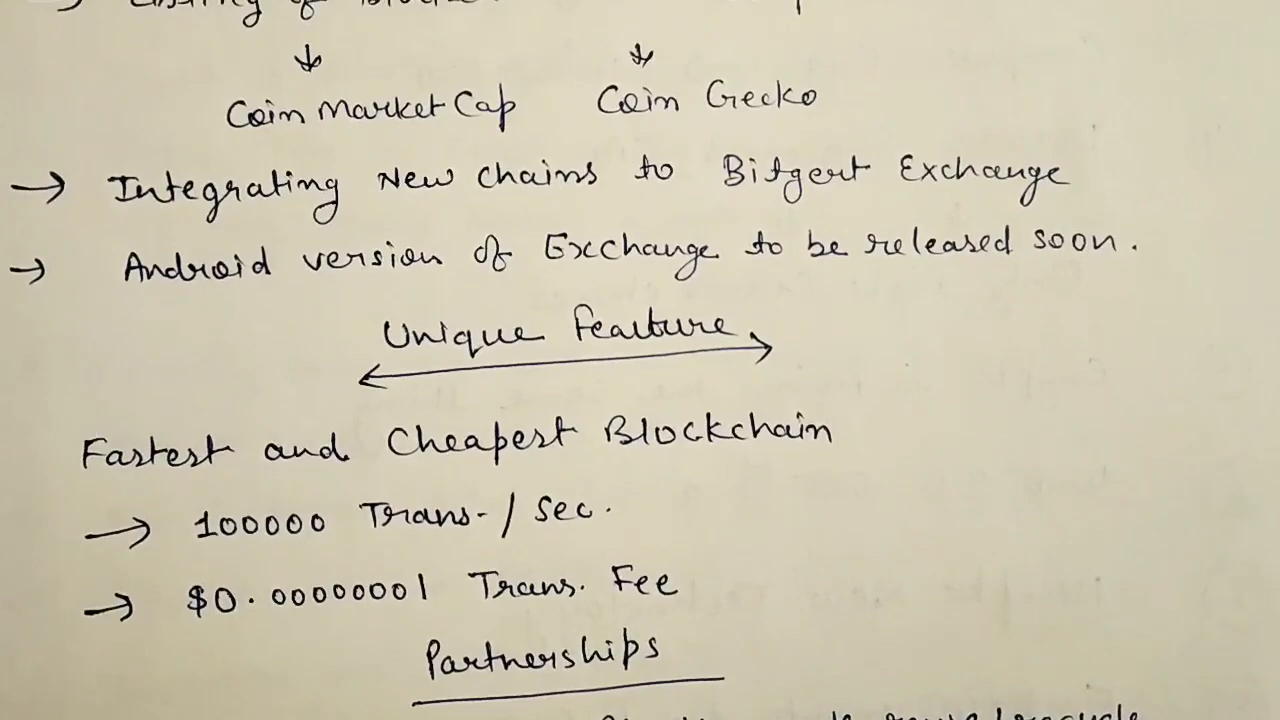 of
Coin Market Cap Coin Gecko
→ Integrating New chains to Bitgert Exchange
→ Android version of Exchange to be released soon.
Unique Feature
Fastest and Cheapest Blockchain
→ 100000 Trans./Sec.
→ $0.00000001 Trans. Fee
Partnerships